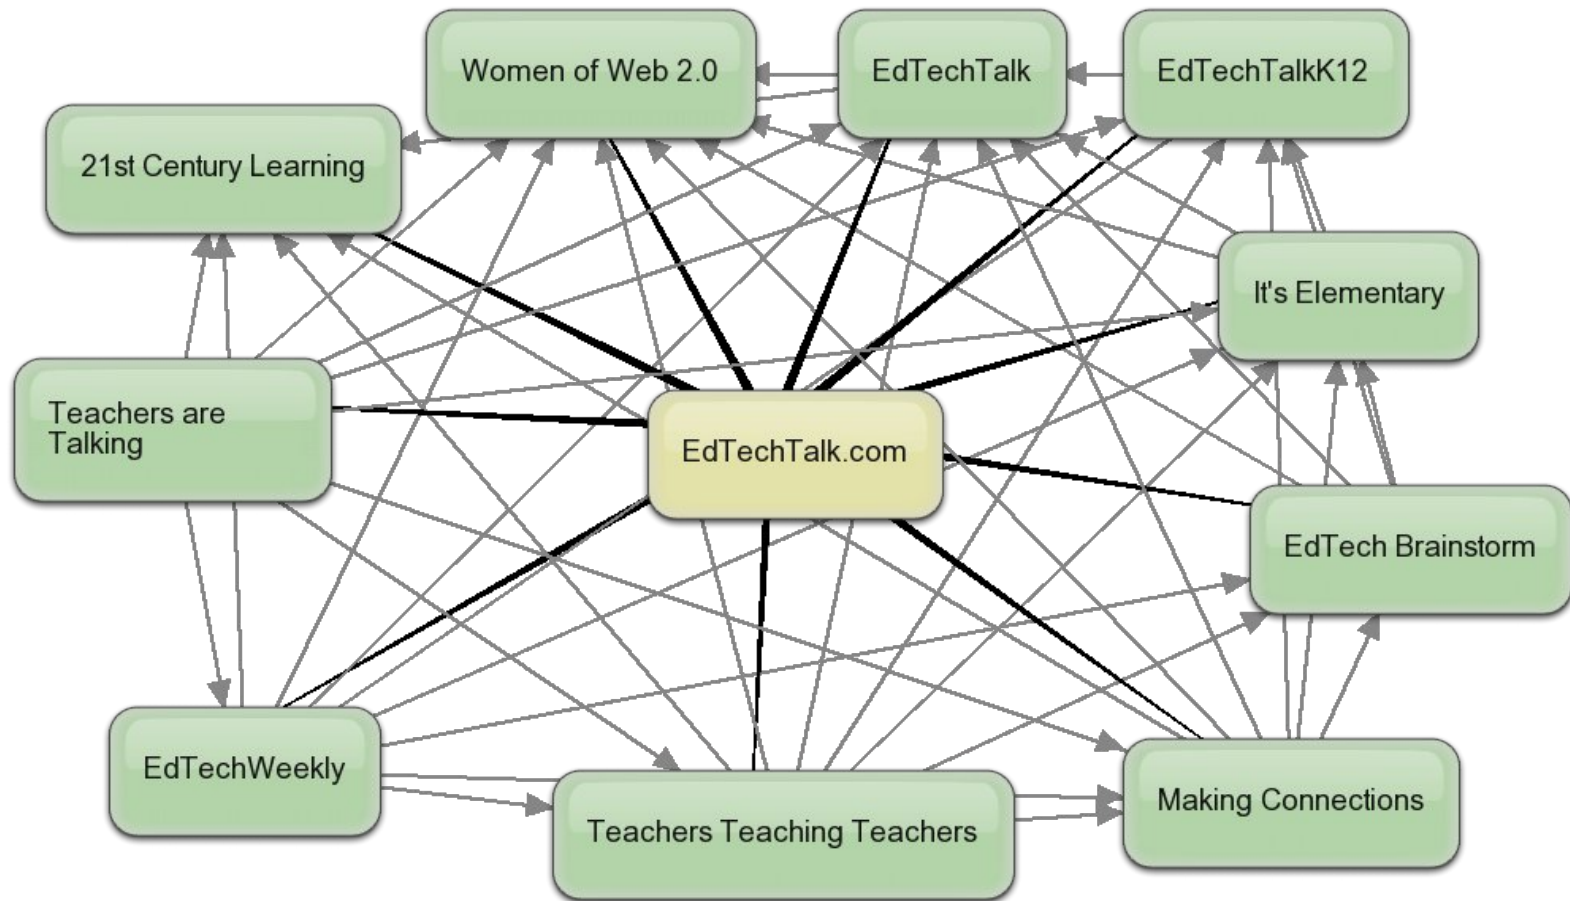 Women of Web 2.0
EdTechTalk
EdTechTalkK12
21st Century Learning
It's Elementary
Teachers are
Talking
EdTechTalk.com
EdTech Brainstorm
EdTechWeekly
Teachers Teaching Teachers
Making Connections